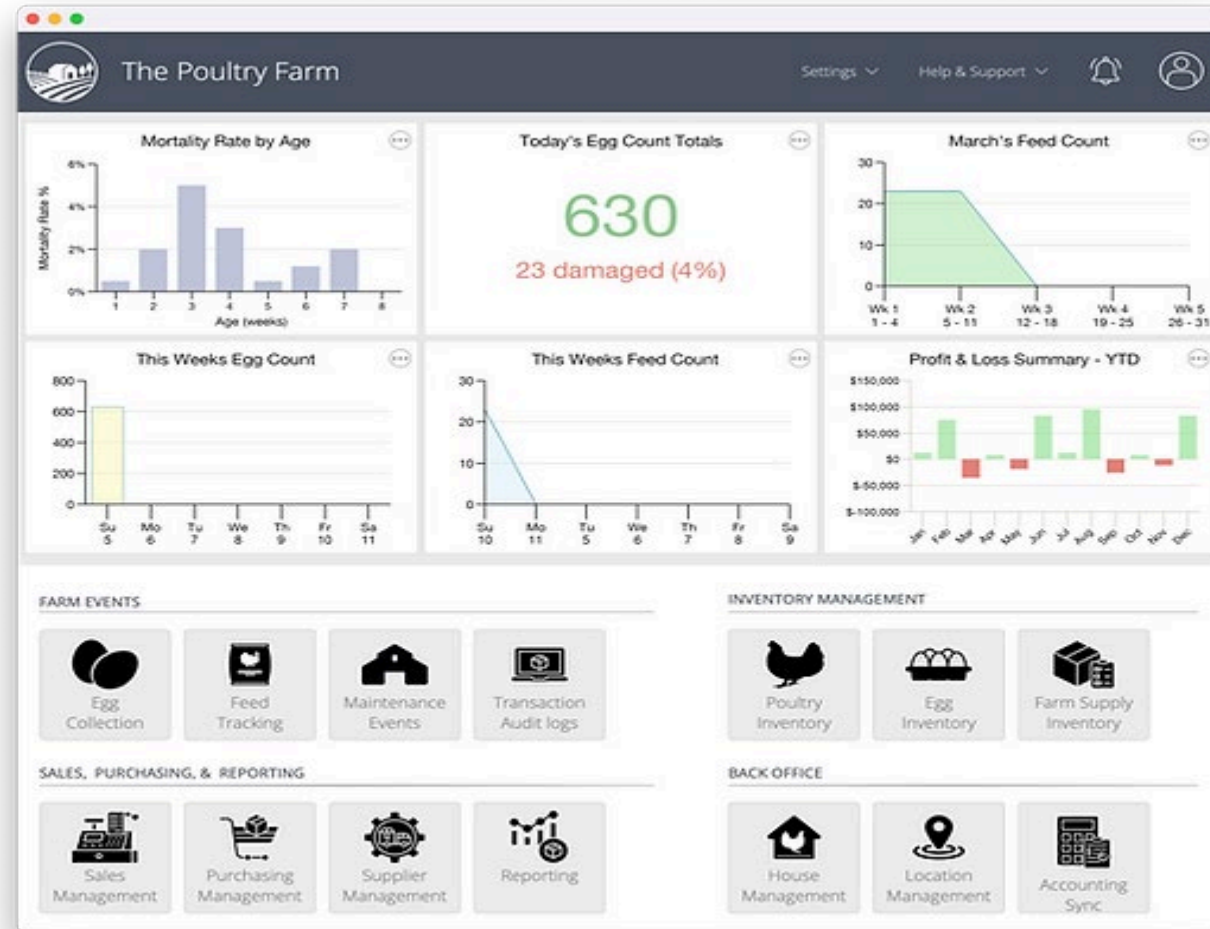 The Poultry Farm
Settings
Help & Support
Mortality Rate by Age
Mortality Rate %
6%
4%
2%
0%
1 2 3 4 5 6 7 8
Age (weeks)
Today's Egg Count Totals
630
23 damaged (4%)
March's Feed Count
30
20
10
0
Wk 1 Wk 2 Wk 3 Wk 4 Wk 5
1 - 4 5 - 11 12 - 18 19 - 25 26 - 31
This Weeks Egg Count
800
600
400
200
0
Su Mo Tu We Th Fr Sa
5 6 7 8 9 10 11
This Weeks Feed Count
30
20
10
0
Su Mo Tu We Th Fr Sa
10 11 5 6 7 8 9
Profit & Loss Summary - YTD
$150,000
$100,000
$50,000
$0
$-50,000
$-100,000
Jan Feb Mar Apr May Jun Jul Aug Sep Oct Nov Dec
FARM EVENTS
Egg
Collection
Feed
Tracking
Maintenance
Events
Transaction
Audit logs
INVENTORY MANAGEMENT
Poultry
Inventory
Egg
Inventory
Farm Supply
Inventory
SALES, PURCHASING, & REPORTING
Sales
Management
Purchasing
Management
Supplier
Management
Reporting
BACK OFFICE
House
Management
Location
Management
Accounting
Sync